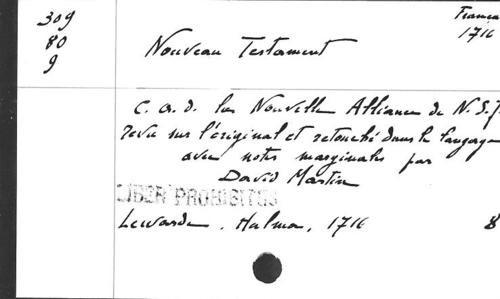 309
80
9
Francai
1716
Nouveau Testament
c. a. d. la Nouvelle Alliance de N. S. J.
revu sur l'original et retouché dans le langage
avec notes marginales par
David Martin
LIBER PROHIBITUS
Lewarde, Halma, 1716 8